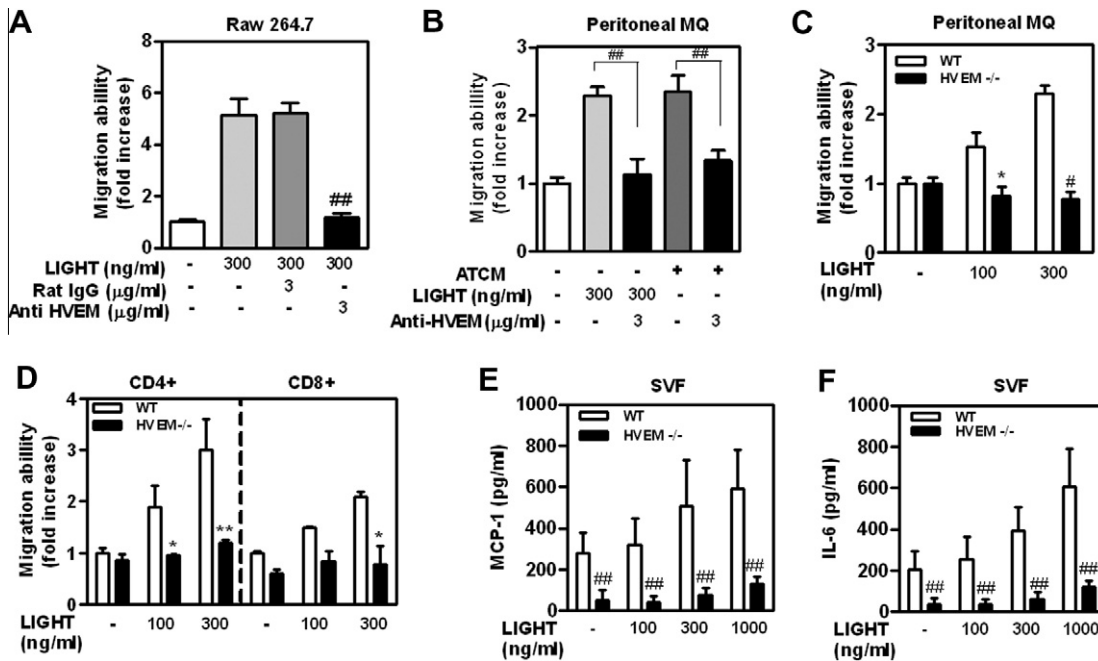 A
Raw 264.7
Migration abillity
(fold increase)
8
6
4
2
0
##
LIGHT (ng/ml) - 300 300 300
Rat IgG (μg/ml) - 3
Anti HVEM (μg/ml) - 3
B
Peritoneal MQ
Migration abillity
(fold increase)
3
2
1
0
## ##
ATCM - + +
LIGHT (ng/ml) - 300 300
Anti-HVEM (μg/ml) - 3 3
C
Peritoneal MQ
WT
HVEM -/-
Migration abillity
(fold increase)
3
2
1
0
* #
LIGHT - 100 300
(ng/ml)
D
CD4+ CD8+
WT
HVEM-/-
Migration abillity
(fold increase)
4
3
2
1
0
* ** *
LIGHT - 100 300 - 100 300
(ng/ml)
E
SVF
WT
HVEM -/-
MCP-1 (pg/ml)
1000
800
600
400
200
0
## ## ## ##
LIGHT - 100 300 1000
(ng/ml)
F
SVF
WT
HVEM -/-
IL-6 (pg/ml)
1000
800
600
400
200
0
## ## ## ##
LIGHT - 100 300 1000
(ng/ml)